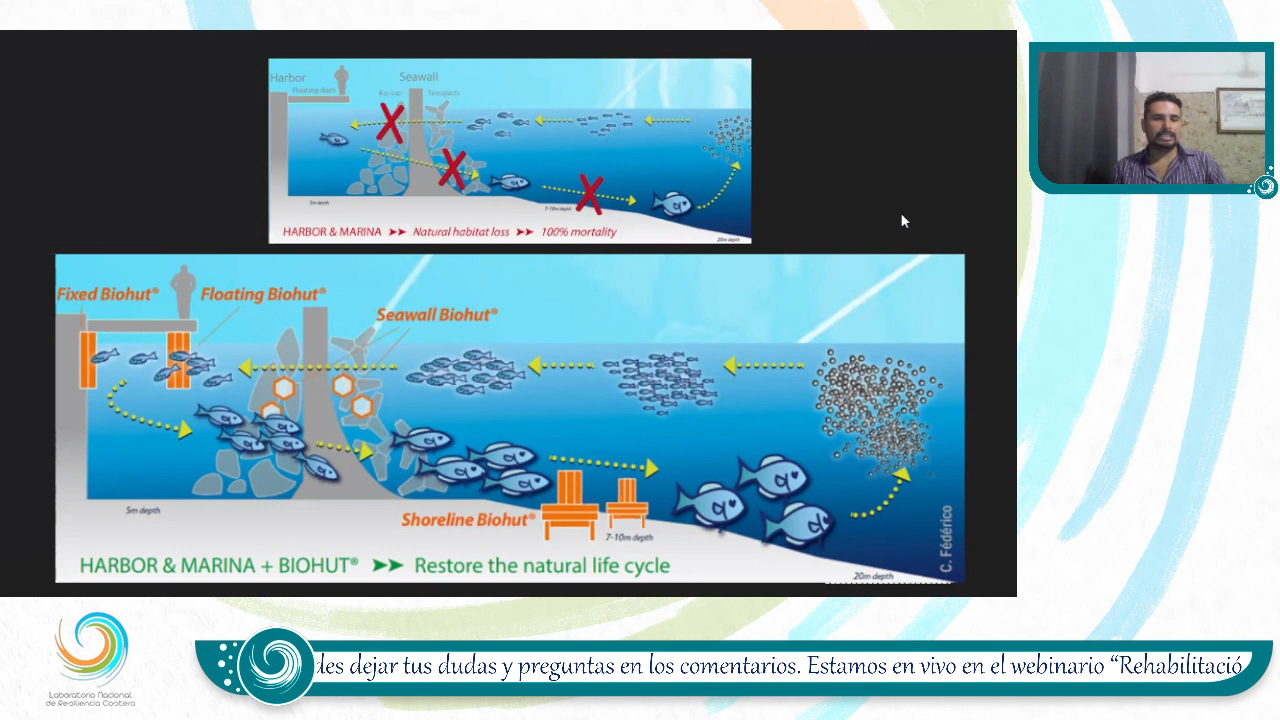 Harbor
Seawall
Floating dock
Riprap
Tetrapods
5m depth
7-10m depth
20m depth
HARBOR & MARINA ➤➤ Natural habitat loss ➤➤ 100% mortality
Fixed Biohut®
Floating Biohut®
Seawall Biohut®
Shoreline Biohut®
5m depth
7-10m depth
20m depth
C. Fédérico
HARBOR & MARINA + BIOHUT® ➤➤ Restore the natural life cycle
Laboratorio Nacional
de Resiliencia Costera
des dejar tus dudas y preguntas en los comentarios. Estamos en vivo en el webinario “Rehabilitació